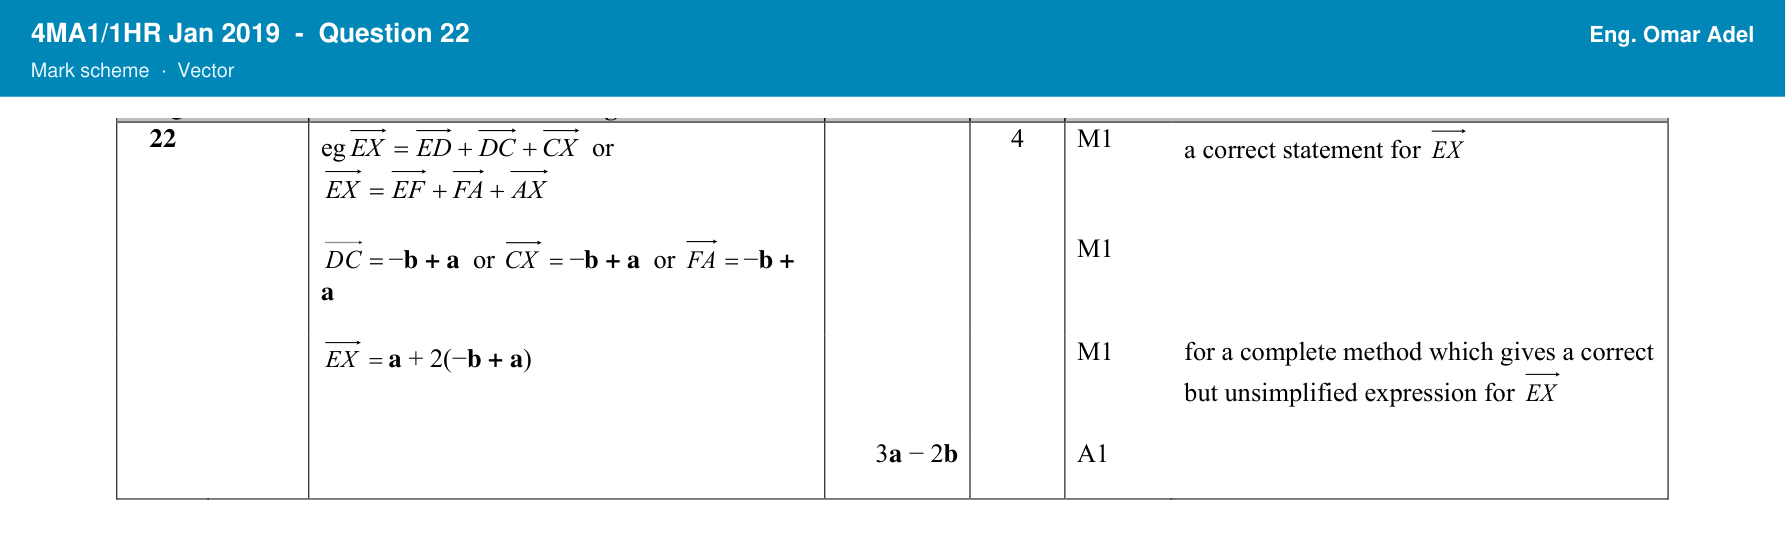 4MA1/1HR Jan 2019 - Question 22
Eng. Omar Adel
Mark scheme · Vector
22 eg EX = ED + DC + CX or 4 M1 a correct statement for EX
EX = EF + FA + AX
DC = −b + a or CX = −b + a or FA = −b + M1
a
EX = a + 2(−b + a) M1 for a complete method which gives a correct
but unsimplified expression for EX
3a − 2b A1